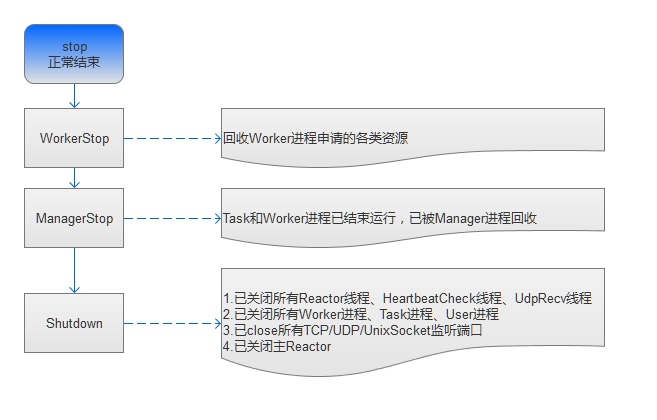 stop
正常结束
WorkerStop
回收Worker进程申请的各类资源
ManagerStop
Task和Worker进程已结束运行，已被Manager进程回收
Shutdown
1.已关闭所有Reactor线程、HeartbeatCheck线程、UdpRecv线程
2.已关闭所有Worker进程、Task进程、User进程
3.已close所有TCP/UDP/UnixSocket监听端口
4.已关闭主Reactor